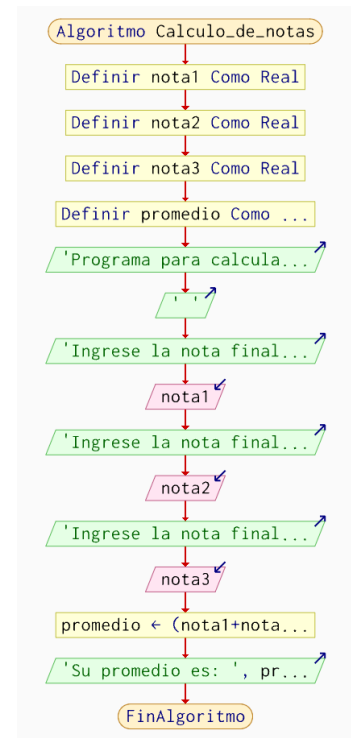 Algoritmo Calculo_de_notas
Definir nota1 Como Real
Definir nota2 Como Real
Definir nota3 Como Real
Definir promedio Como ...
'Programa para calcula...
' '
'Ingrese la nota final...
nota1
'Ingrese la nota final...
nota2
'Ingrese la nota final...
nota3
promedio ← (nota1+nota...
'Su promedio es: ', pr...
FinAlgoritmo